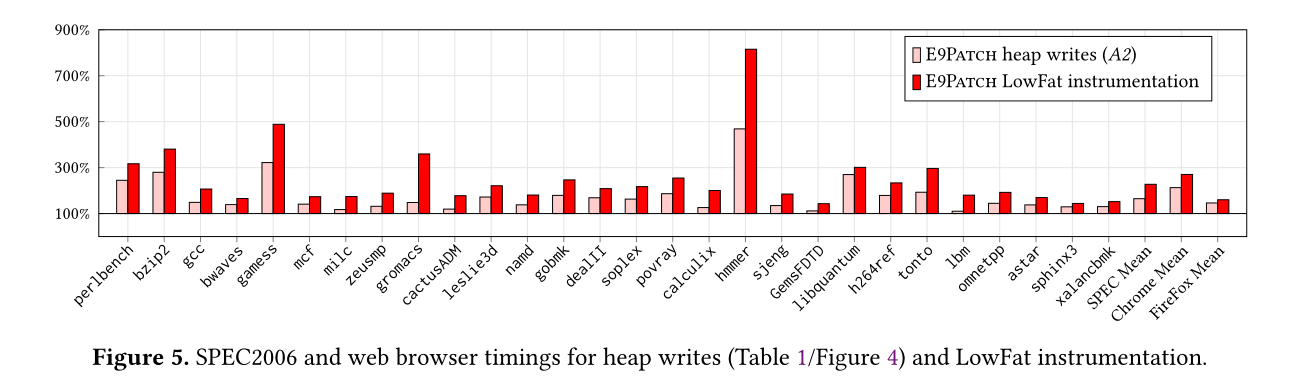 900%
700%
500%
300%
100%
E9PATCH heap writes (A2)
E9PATCH LowFat instrumentation
perlbench
bzip2
gcc
bwaves
gamess
mcf
milc
zeusmp
gromacs
cactusADM
leslie3d
namd
gobmk
dealII
soplex
povray
calculix
hmmer
sjeng
GemsFDTD
libquantum
h264ref
tonto
lbm
omnetpp
astar
sphinx3
xalancbmk
SPEC Mean
Chrome Mean
FireFox Mean
Figure 5. SPEC2006 and web browser timings for heap writes (Table 1/Figure 4) and LowFat instrumentation.